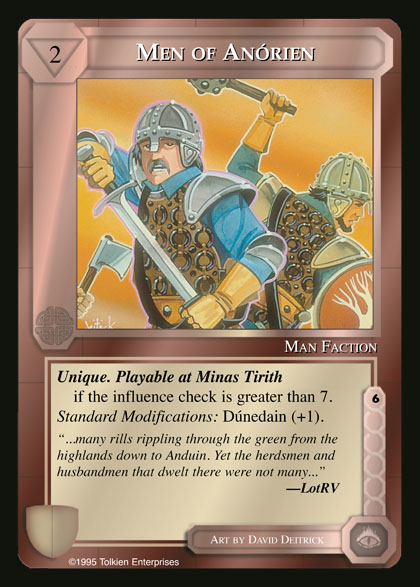 2
MEN OF ANÓRIEN
MAN FACTION
Unique. Playable at Minas Tirith
if the influence check is greater than 7.
Standard Modifications: Dúnedain (+1).
“...many rills rippling through the green from the
highlands down to Anduin. Yet the herdsmen and
husbandmen that dwelt there were not many...”
—LotRV
6
ART BY DAVID DEITRICK
©1995 Tolkien Enterprises